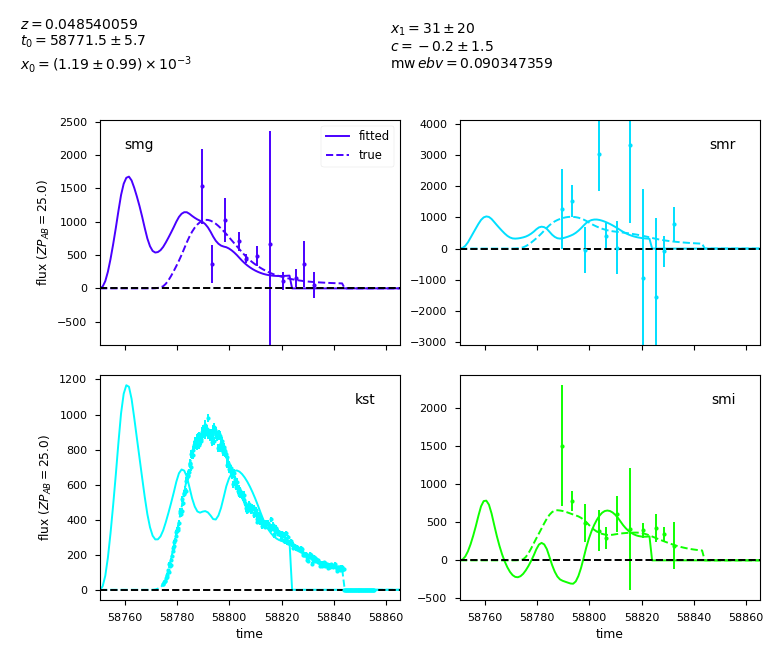 z = 0.048540059
t₀ = 58771.5 ± 5.7
x₀ = (1.19 ± 0.99) × 10⁻³
x₁ = 31 ± 20
c = −0.2 ± 1.5
mw ebv = 0.090347359
smg
fitted
true
2500
2000
1500
1000
500
0
−500
flux (ZP_AB = 25.0)
smr
4000
3000
2000
1000
0
−1000
−2000
−3000
kst
1200
1000
800
600
400
200
0
flux (ZP_AB = 25.0)
58760 58780 58800 58820 58840 58860
time
smi
2000
1500
1000
500
0
−500
58760 58780 58800 58820 58840 58860
time